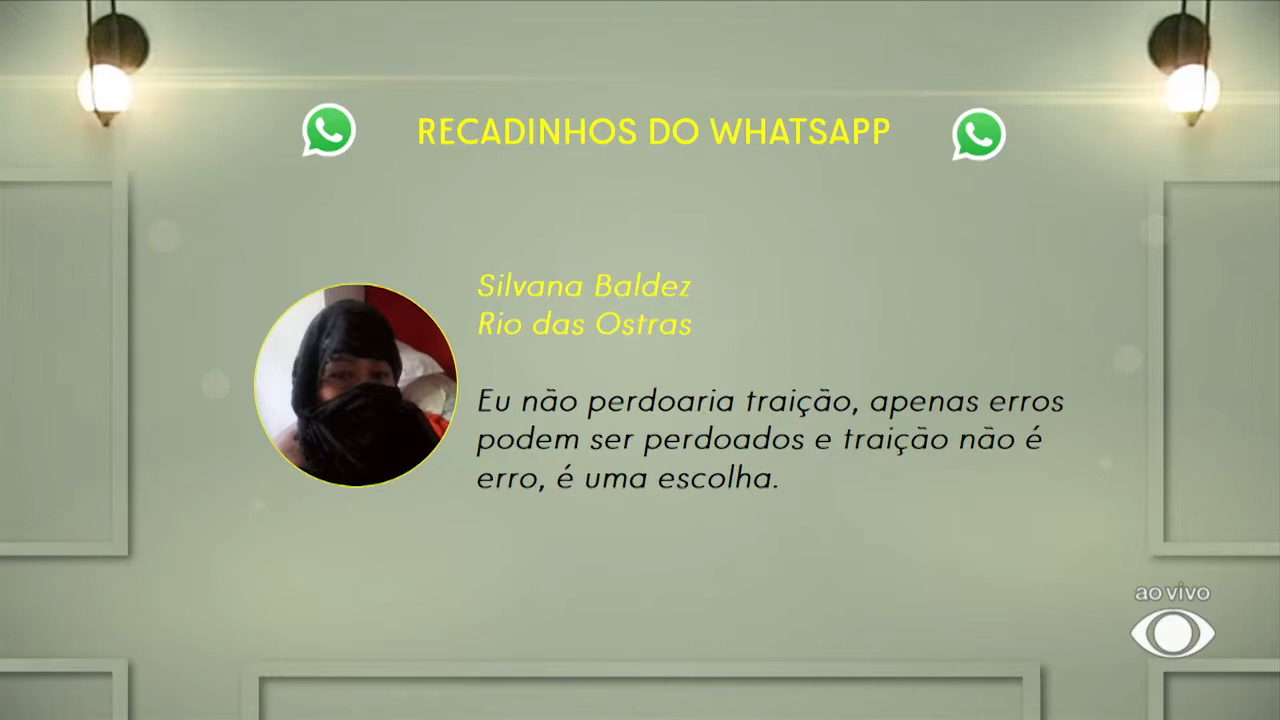 RECADINHOS DO WHATSAPP
Silvana Baldez
Rio das Ostras
Eu não perdoaria traição, apenas erros
podem ser perdoados e traição não é
erro, é uma escolha.
ao vivo